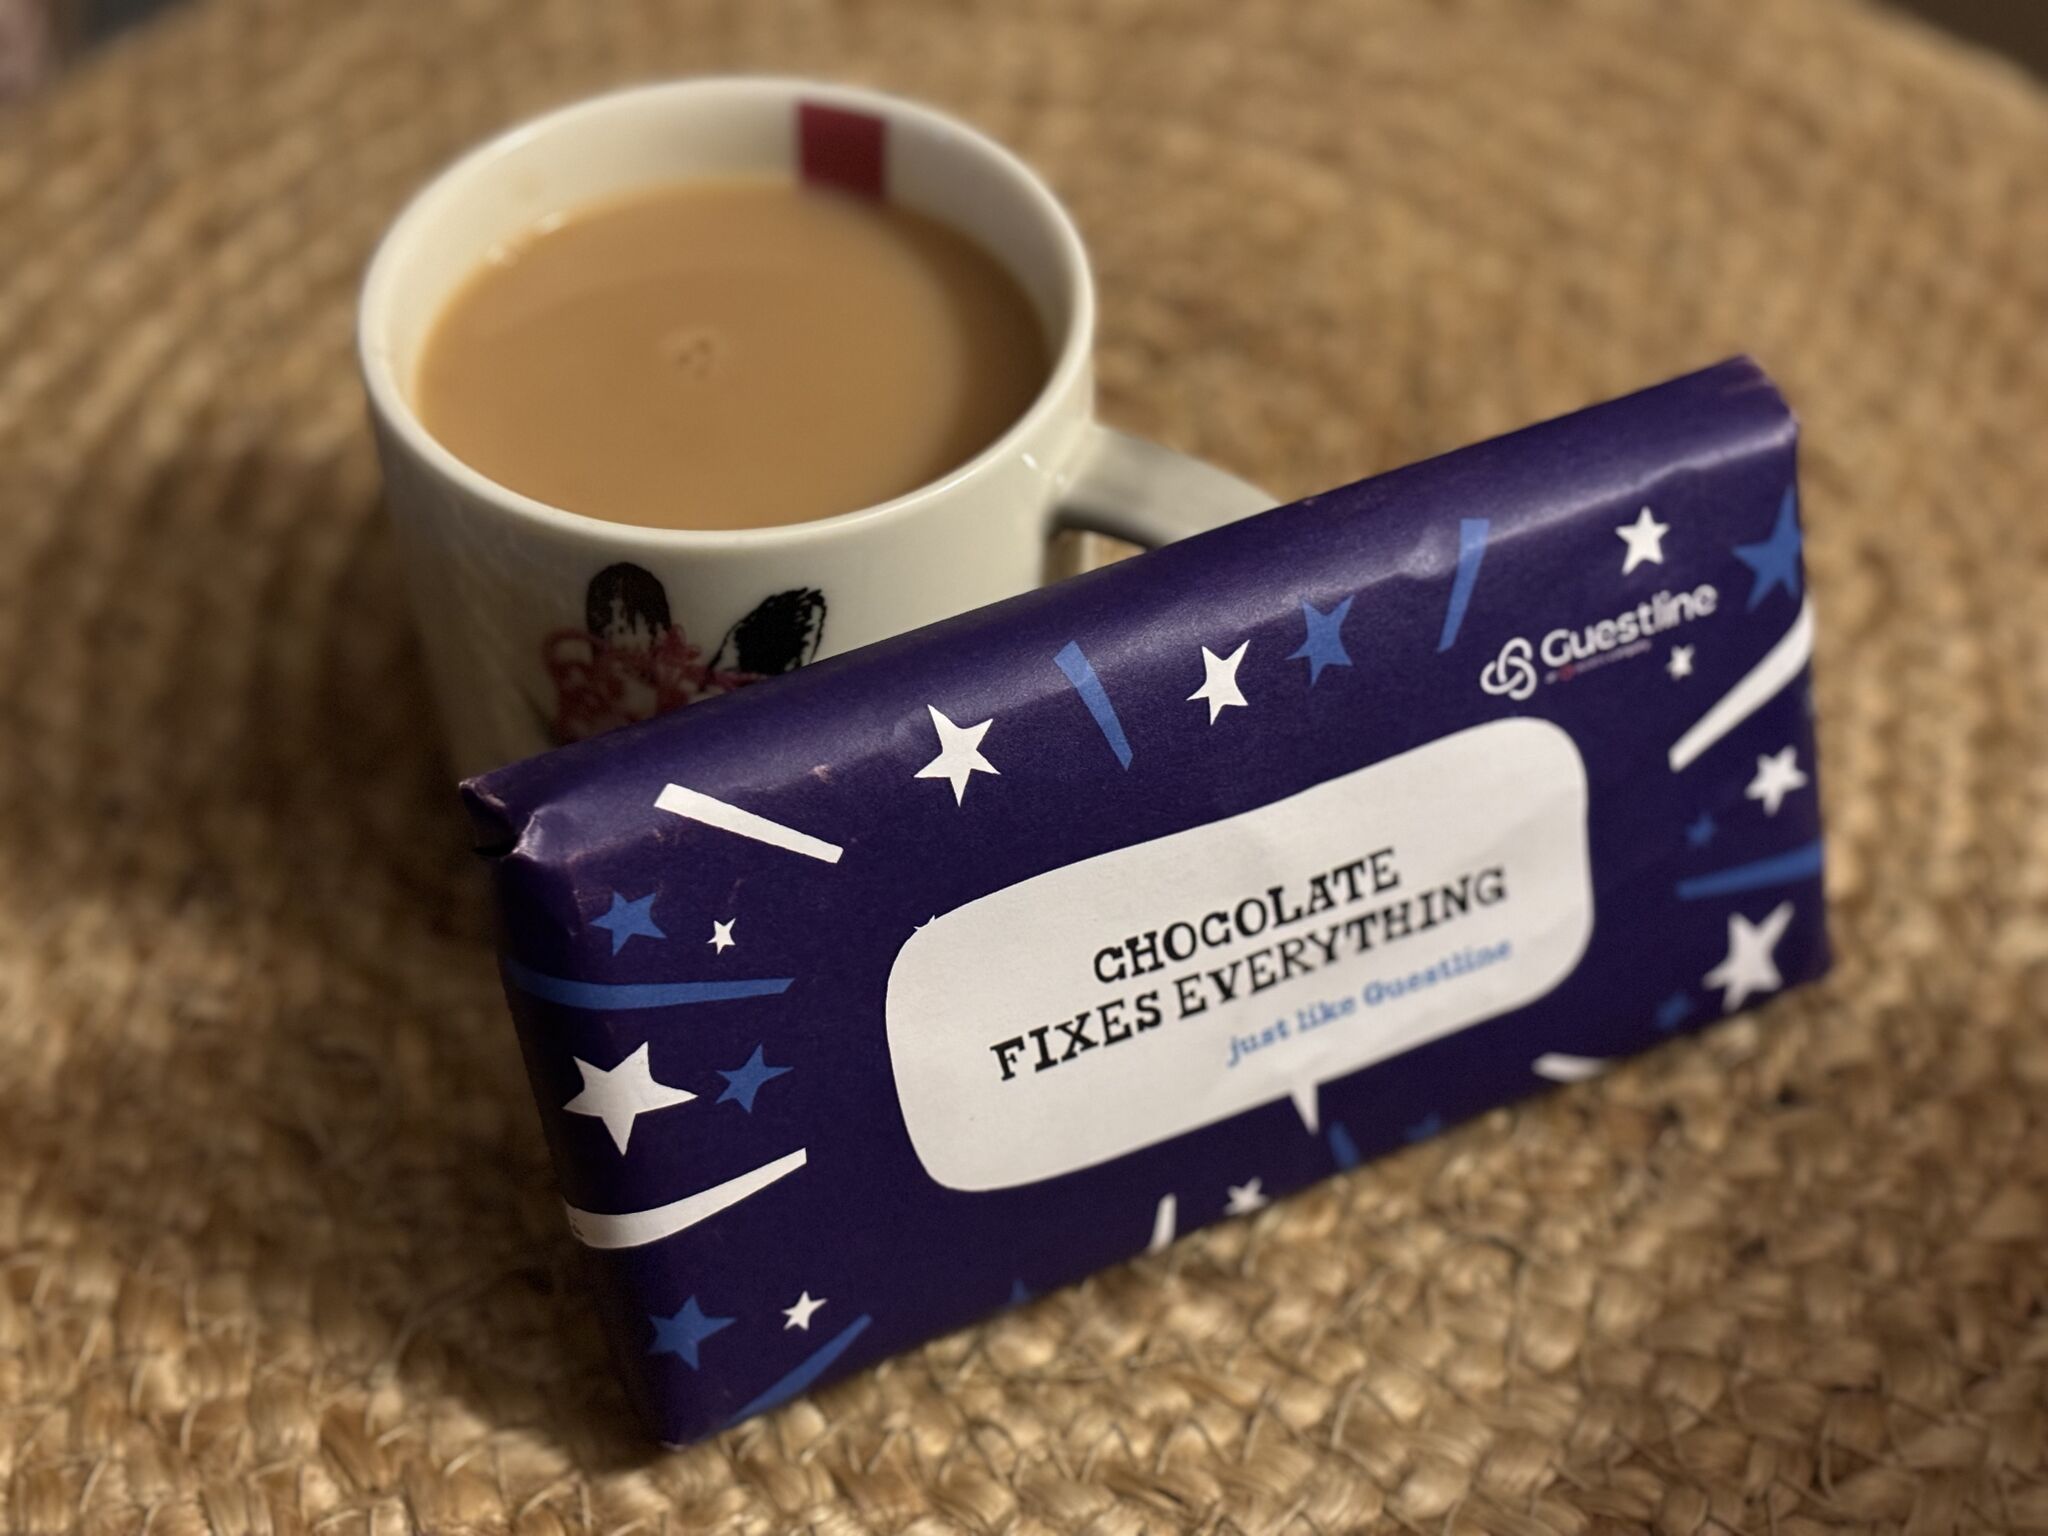 Guestline
CHOCOLATE
FIXES EVERYTHING
just like Guestline